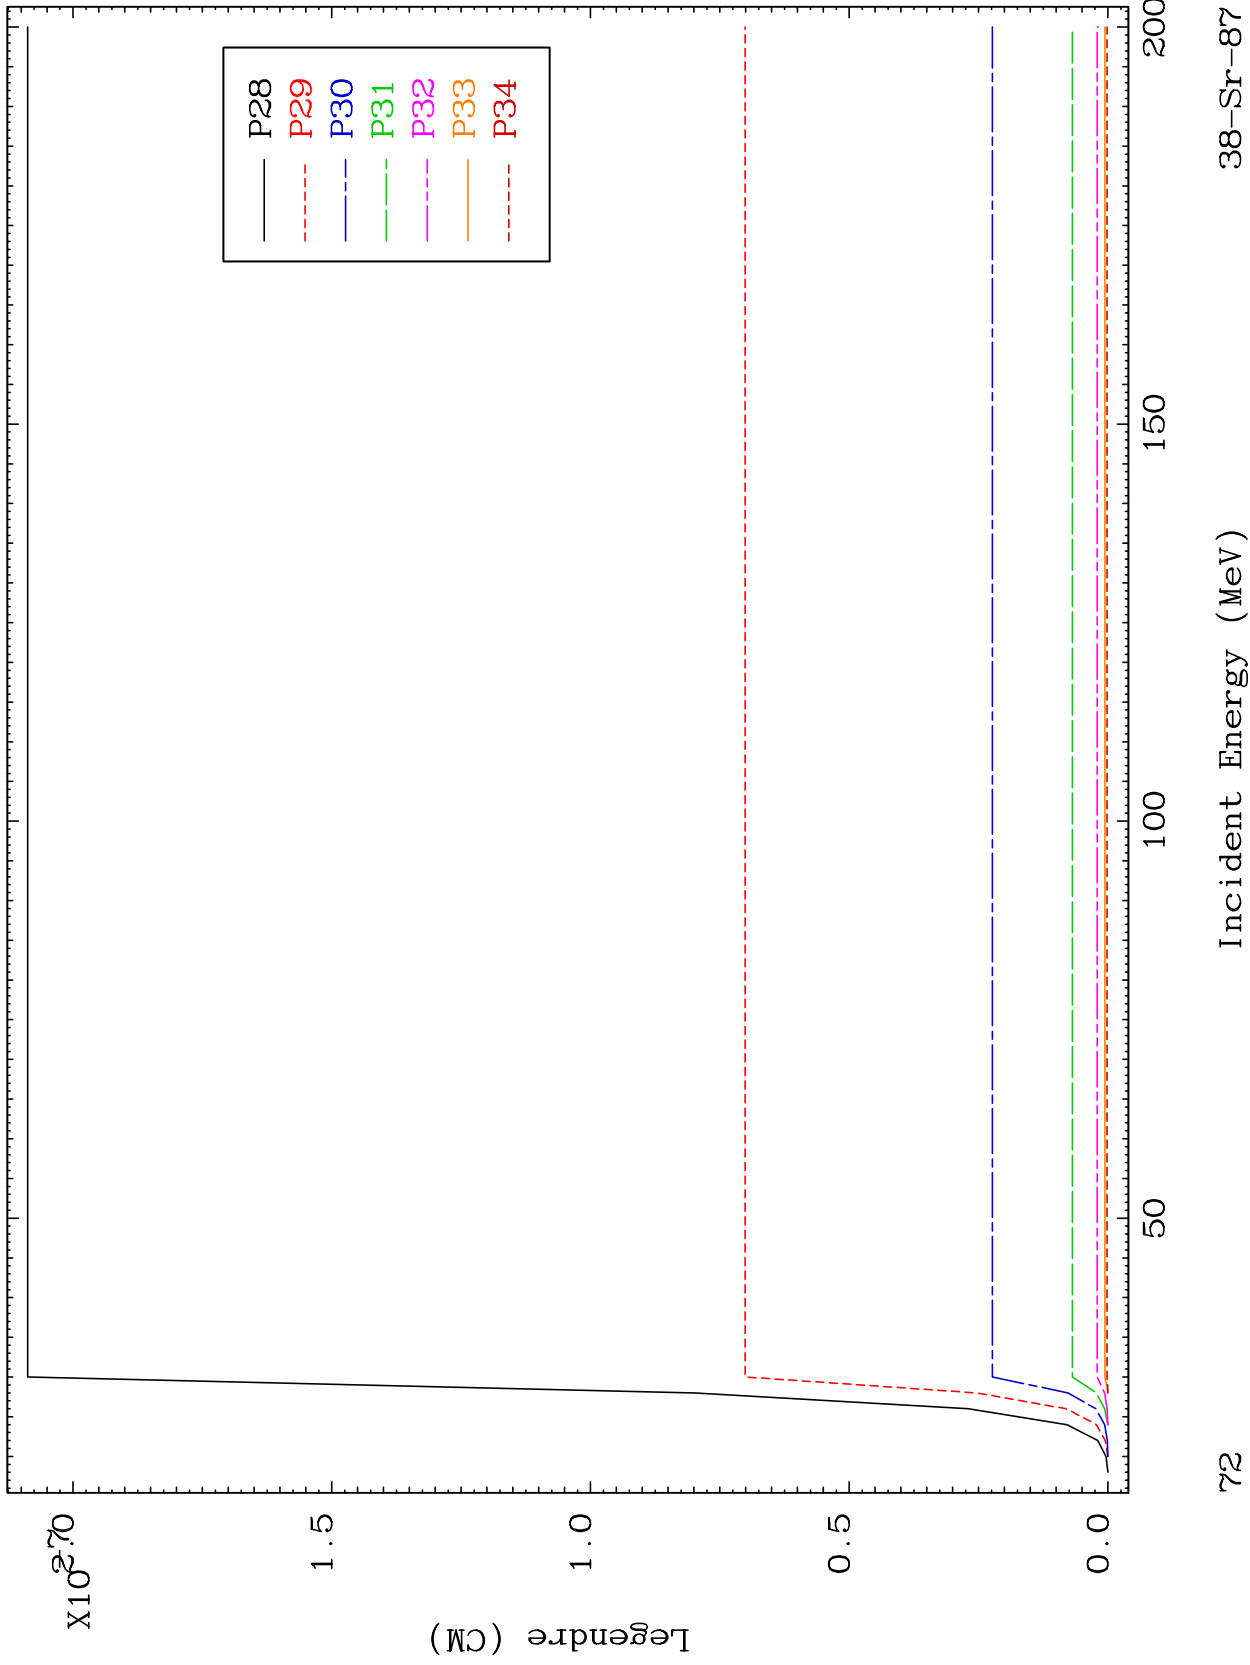 X10-7
2.0
1.5
1.0
0.5
0.0
Legendre (CM)
P28
P29
P30
P31
P32
P33
P34
50
100
150
200
72
Incident Energy (MeV)
38-Sr-87